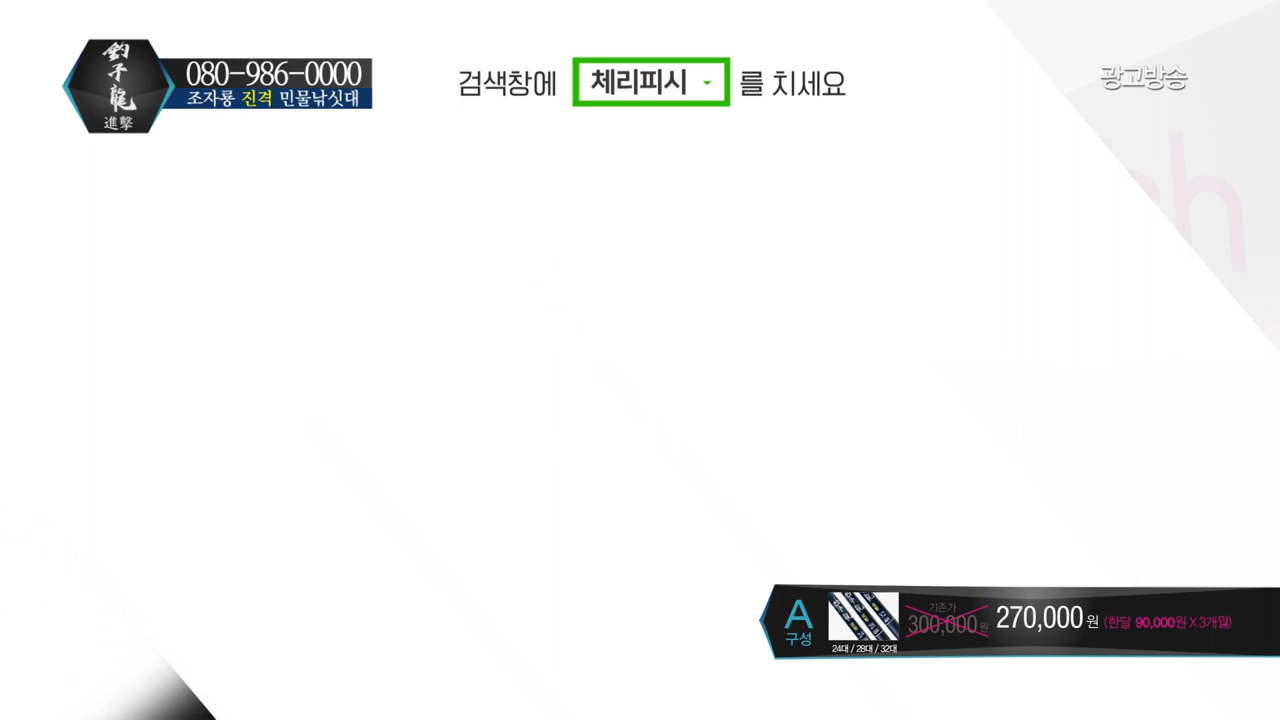 釣子龍
進擊
080-986-0000
조자룡 진격 민물낚싯대
검색창에 체리피시 를 치세요
광고방송
sh
A
구성
24대 / 28대 / 32대
기존가
300,000원
270,000원 (한달 90,000원 X 3개월)